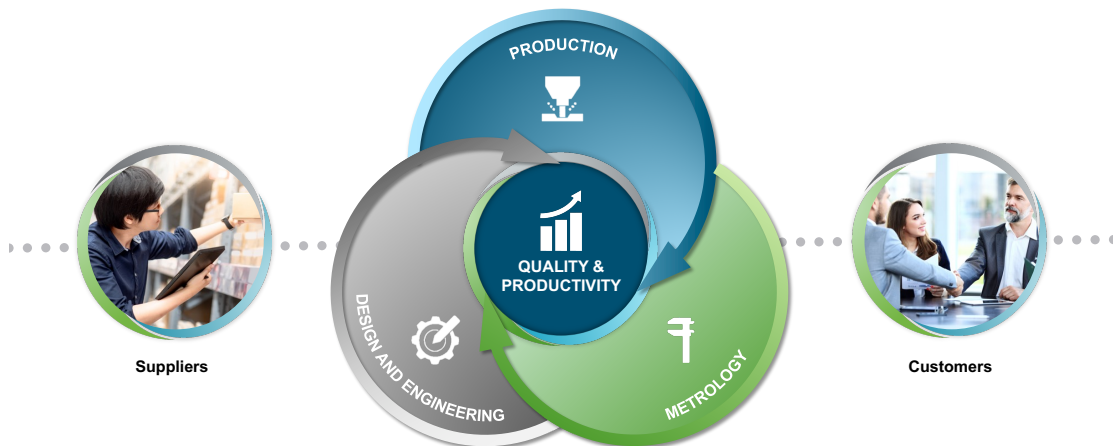 PRODUCTION
QUALITY &
PRODUCTIVITY
DESIGN AND ENGINEERING
METROLOGY
Suppliers
Customers